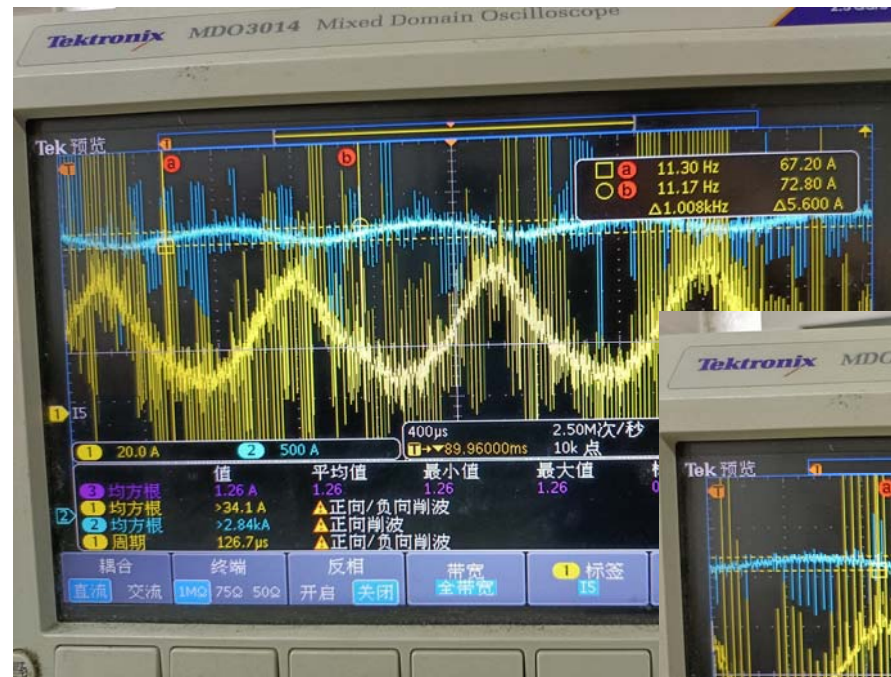 Tektronix MDO3014 Mixed Domain Oscilloscope
Tek 预览
a
b
a 11.30 Hz 67.20 A
b 11.17 Hz 72.80 A
△1.008kHz △5.600 A
1 I5
1 20.0 A 2 500 A
400µs 2.50M次/秒
T→▼89.96000ms 10k 点
值 平均值 最小值 最大值
3 均方根 1.26 A 1.26 1.26 1.26
1 均方根 >34.1 A 正向/负向削波
2 均方根 >2.84kA 正向削波
1 周期 126.7µs 正向/负向削波
2
耦合 终端 反相 带宽 1 标签
直流 交流 1MΩ 75Ω 50Ω 开启 关闭 全带宽 I5
Tektronix MDO
Tek 预览
a